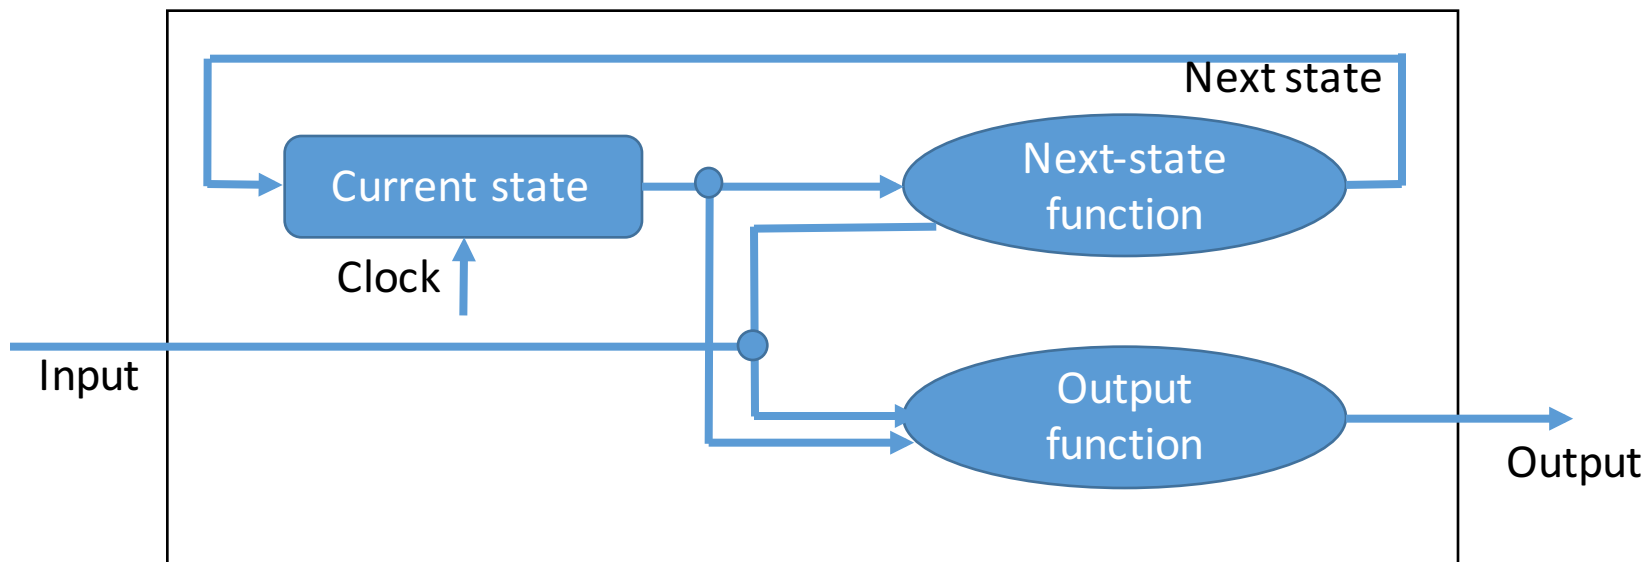 Next state
Next-state
function
Current state
Clock
Input
Output
function
Output